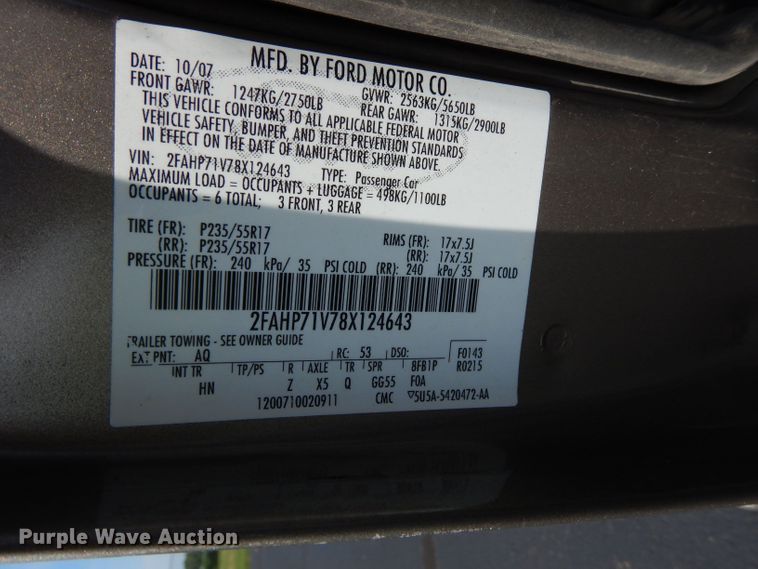 MFD. BY FORD MOTOR CO.
DATE: 10/07 GVWR: 2563KG/5650LB
FRONT GAWR: 1247KG/2750LB REAR GAWR: 1315KG/2900LB
THIS VEHICLE CONFORMS TO ALL APPLICABLE FEDERAL MOTOR
VEHICLE SAFETY, BUMPER, AND THEFT PREVENTION STANDARDS
IN EFFECT ON THE DATE OF MANUFACTURE SHOWN ABOVE.
VIN: 2FAHP71V78X124643 TYPE: Passenger Car
MAXIMUM LOAD = OCCUPANTS + LUGGAGE = 498KG/1100LB
OCCUPANTS = 6 TOTAL; 3 FRONT, 3 REAR
TIRE (FR): P235/55R17 RIMS (FR): 17x7.5J
(RR): P235/55R17 (RR): 17x7.5J
PRESSURE (FR): 240 kPa/ 35 PSI COLD (RR): 240 kPa/ 35 PSI COLD
2FAHP71V78X124643
TRAILER TOWING - SEE OWNER GUIDE
EXT PNT: AQ RC: 53 DSO: F0143
INT TR TP/PS R AXLE TR SPR 8FB1P R0215
HN Z X5 Q GG55 F0A
1200710020911 CMC ▽5U5A-5420472-AA
Purple Wave Auction